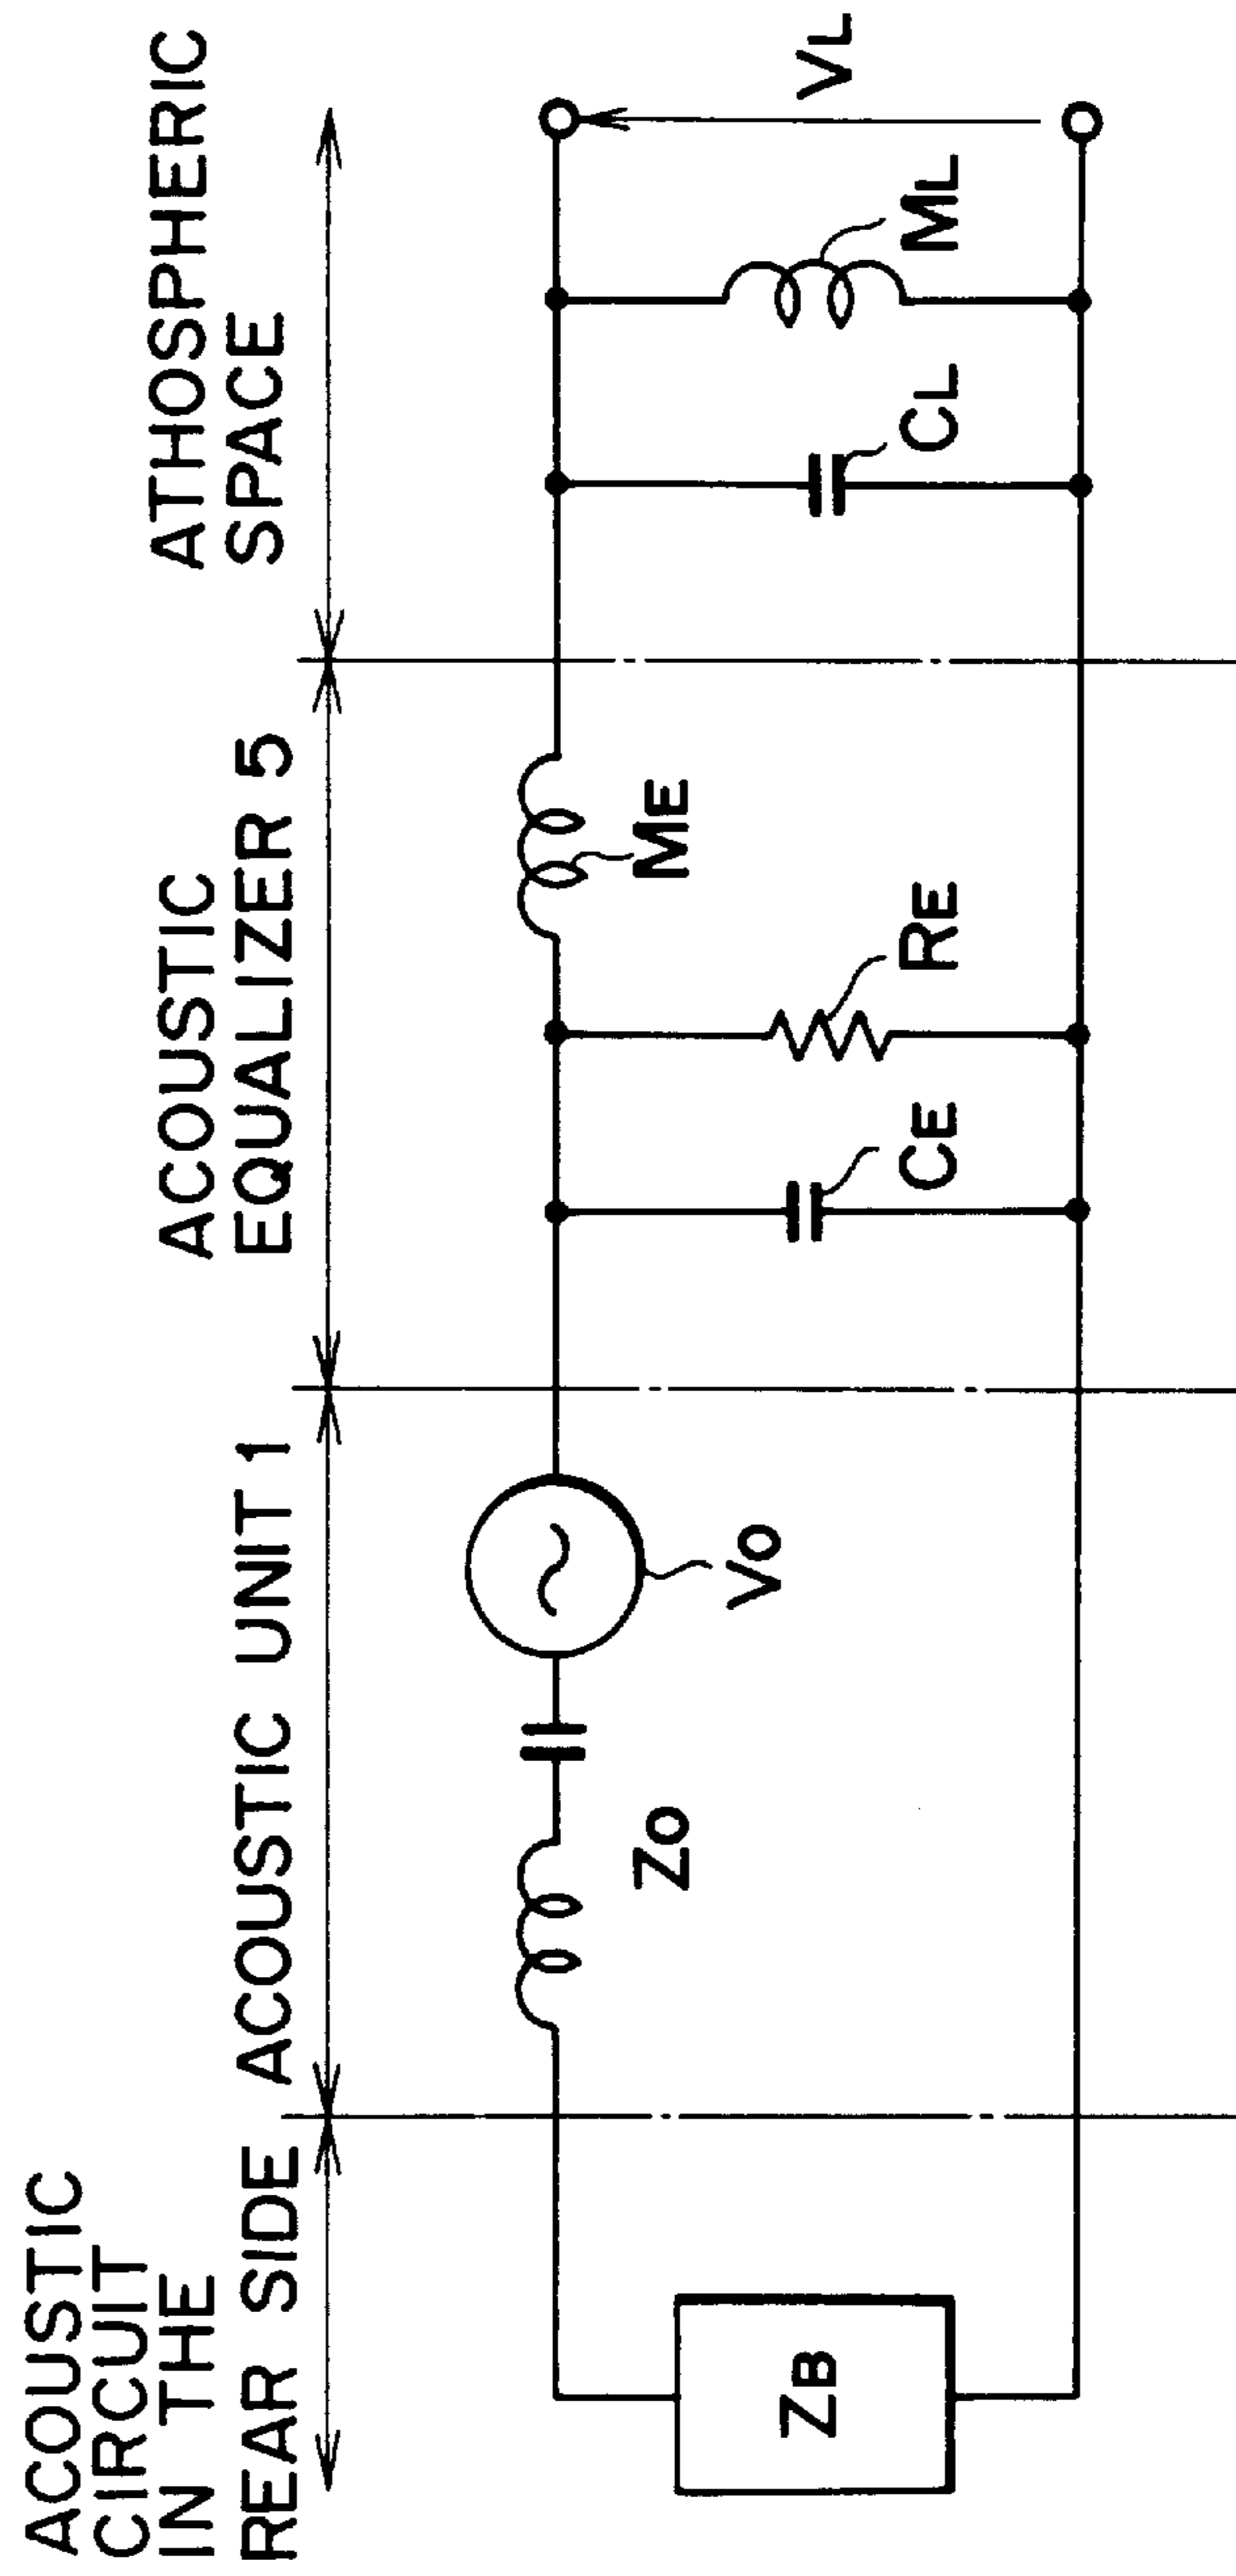 ACOUSTIC
CIRCUIT
IN THE
REAR SIDE
ACOUSTIC UNIT 1
ACOUSTIC
EQUALIZER 5
ATHOSPHERIC
SPACE
ZB
ZO
VO
CE
RE
ME
CL
ML
VL